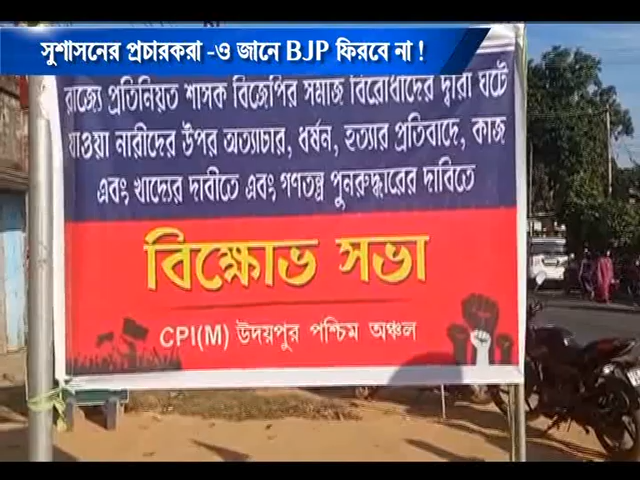 সুশাসনের প্রচারকরা -ও জানে BJP ফিরবে না !
রাজ্যে প্রতিনিয়ত শাসক বিজেপির সমাজ বিরোধীদের দ্বারা ঘটে
যাওয়া নারীদের উপর অত্যাচার, ধর্ষন, হত্যার প্রতিবাদে, কাজ
এবং খাদ্যের দাবীতে এবং গণতন্ত্র পুনরুদ্ধারের দাবিতে
বিক্ষোভ সভা
CPI(M) উদয়পুর পশ্চিম অঞ্চল